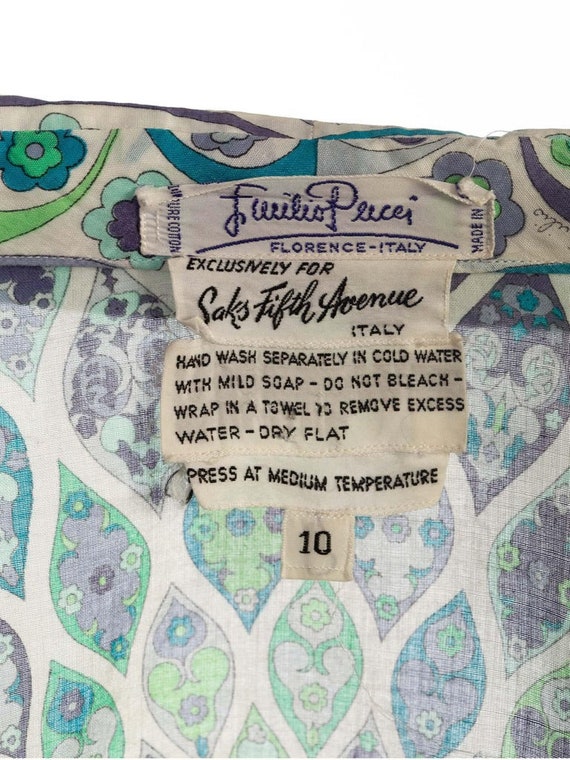 Emilio Pucci
FLORENCE-ITALY
PURE COTTON
MADE IN
EXCLUSIVELY FOR
Saks Fifth Avenue
ITALY
HAND WASH SEPARATELY IN COLD WATER
WITH MILD SOAP - DO NOT BLEACH -
WRAP IN A TOWEL TO REMOVE EXCESS
WATER - DRY FLAT
PRESS AT MEDIUM TEMPERATURE
10